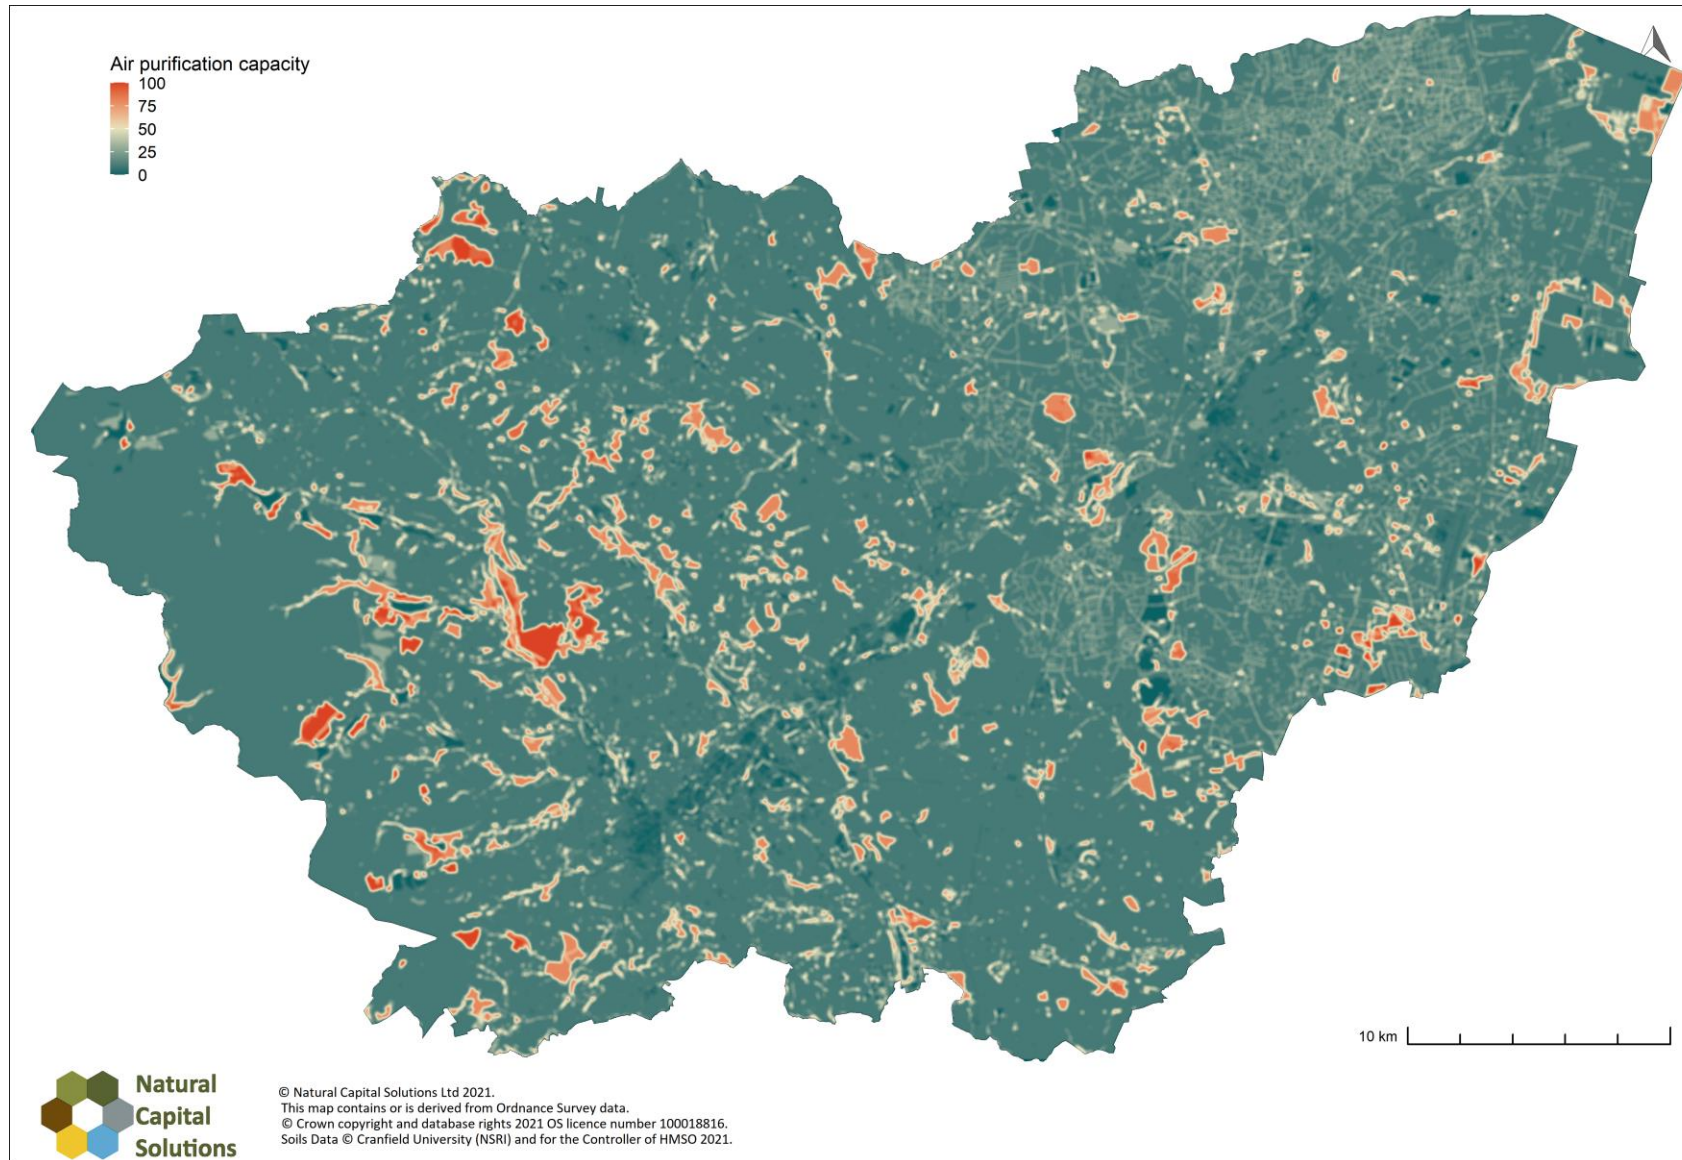 Air purification capacity
100
75
50
25
0
10 km
Natural
Capital
Solutions
© Natural Capital Solutions Ltd 2021.
This map contains or is derived from Ordnance Survey data.
© Crown copyright and database rights 2021 OS licence number 100018816.
Soils Data © Cranfield University (NSRI) and for the Controller of HMSO 2021.